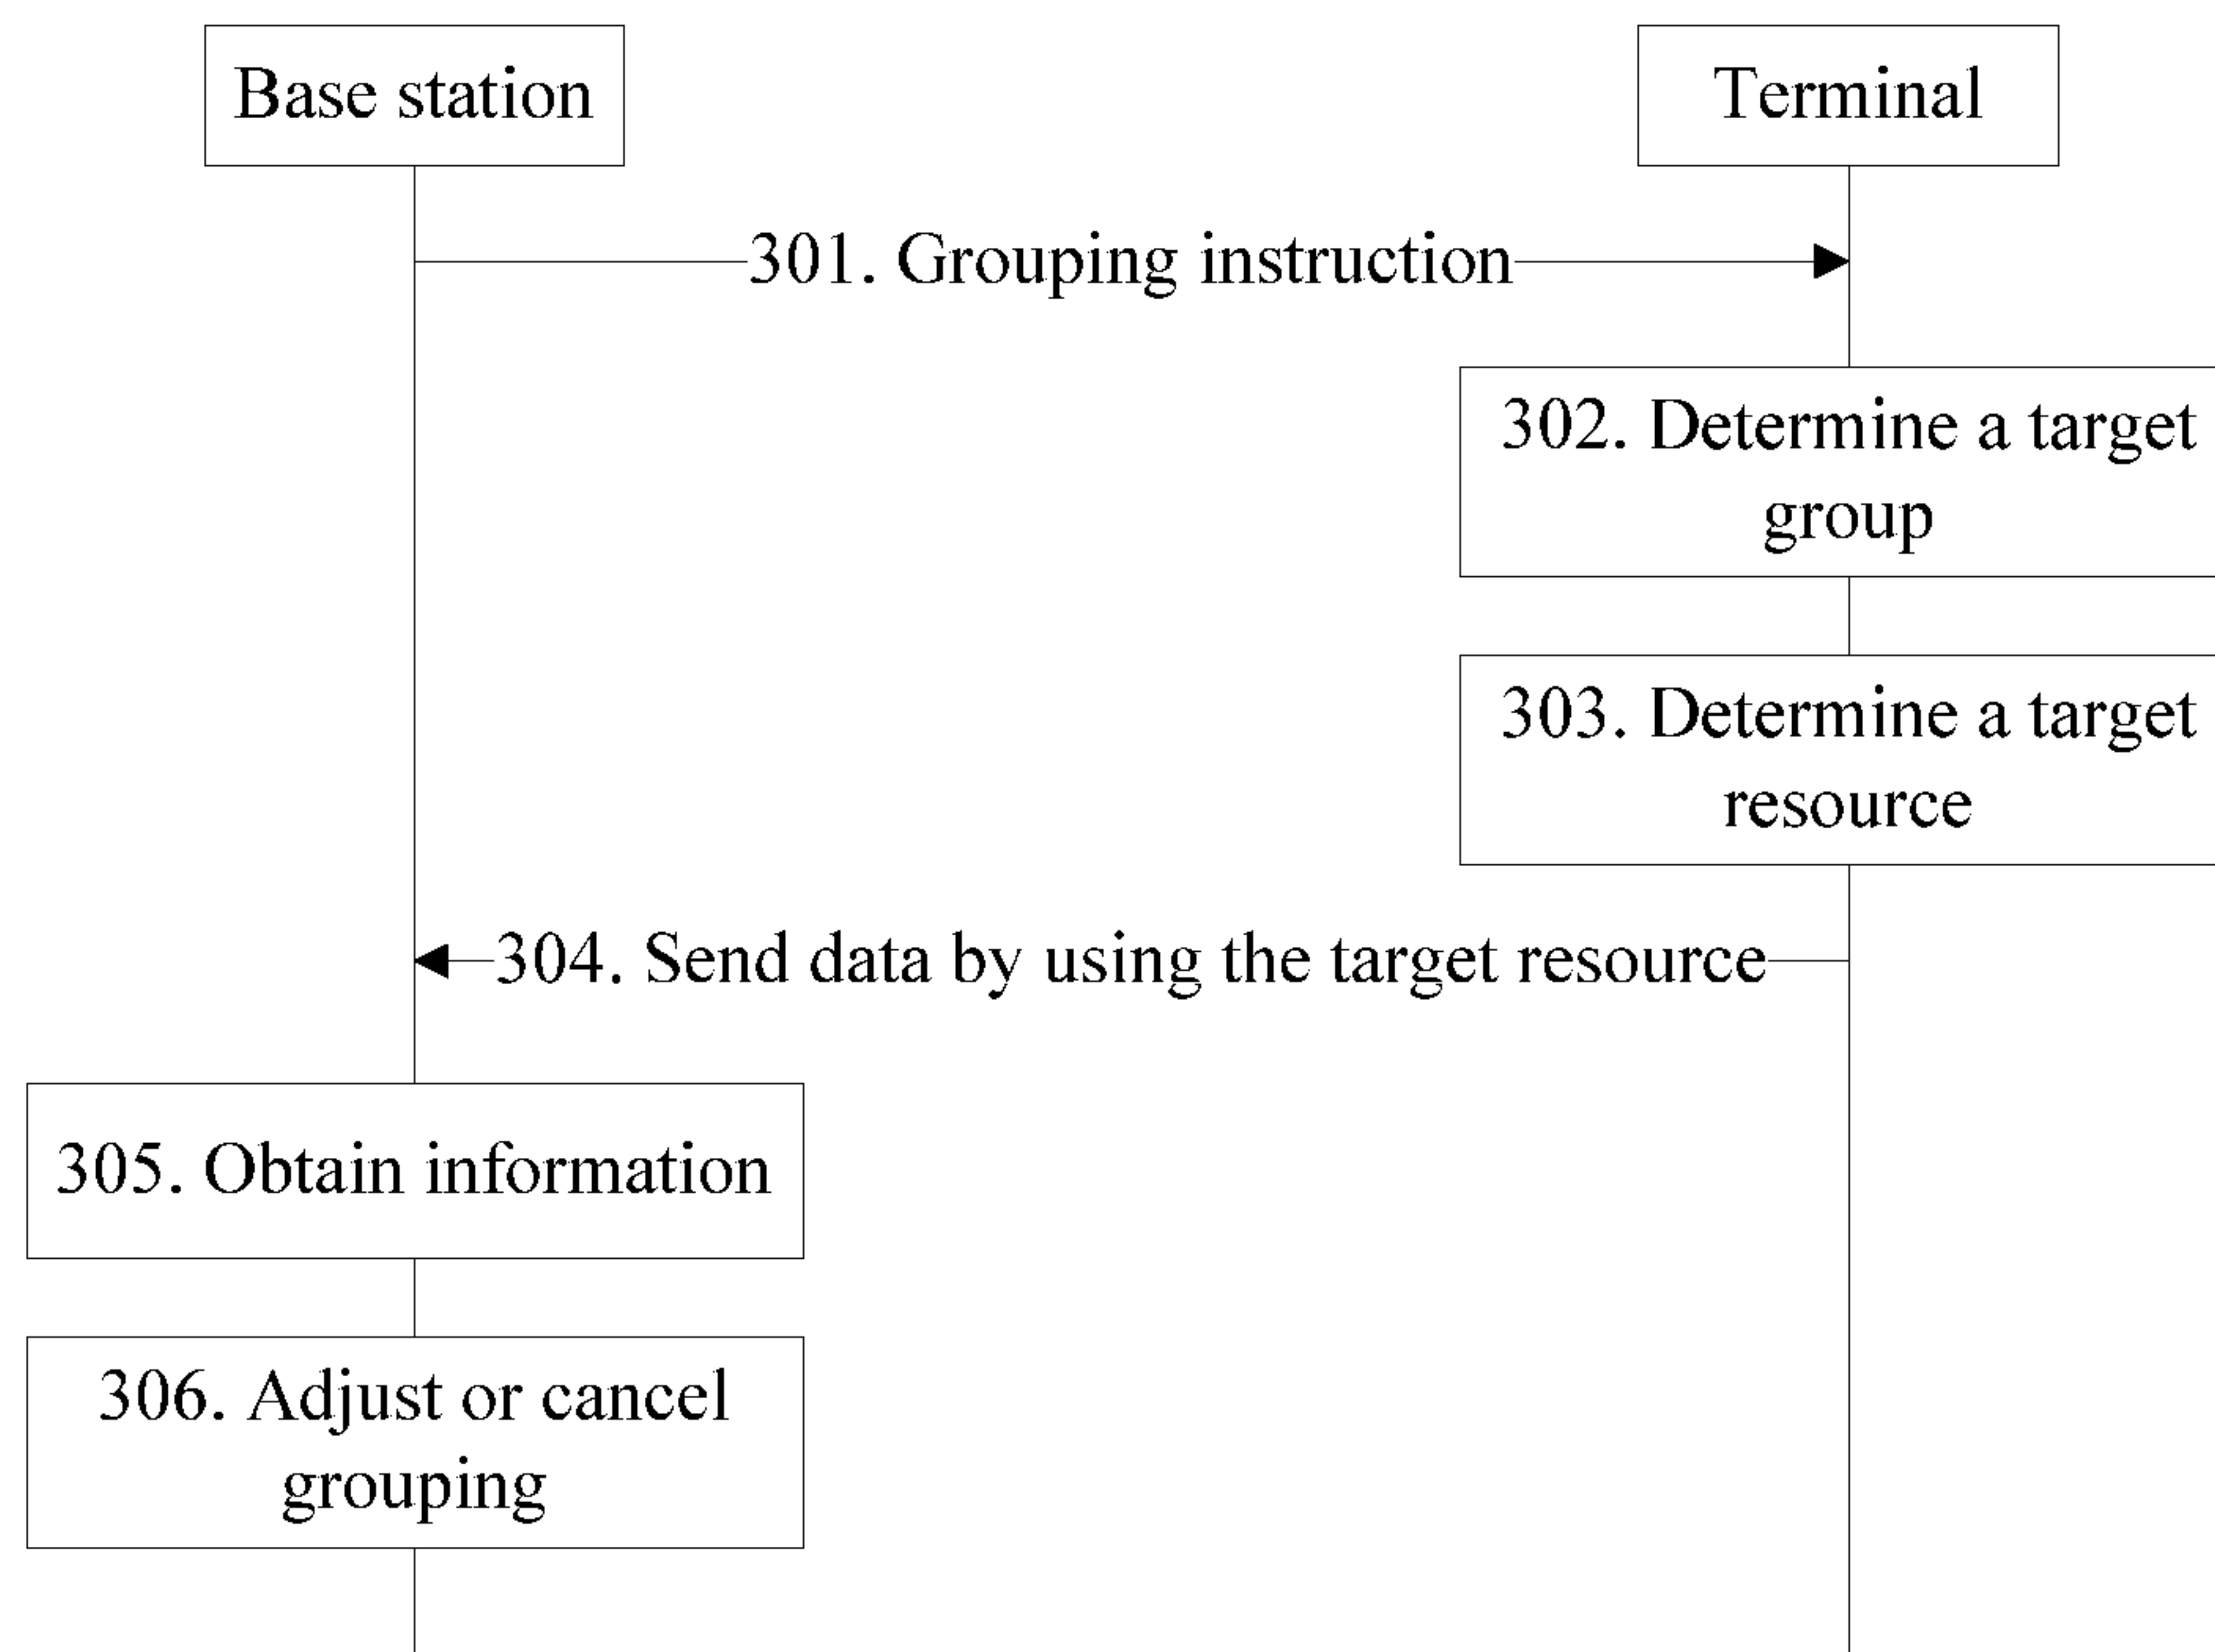 Base station
Terminal
301. Grouping instruction
302. Determine a target
group
303. Determine a target
resource
304. Send data by using the target resource
305. Obtain information
306. Adjust or cancel
grouping